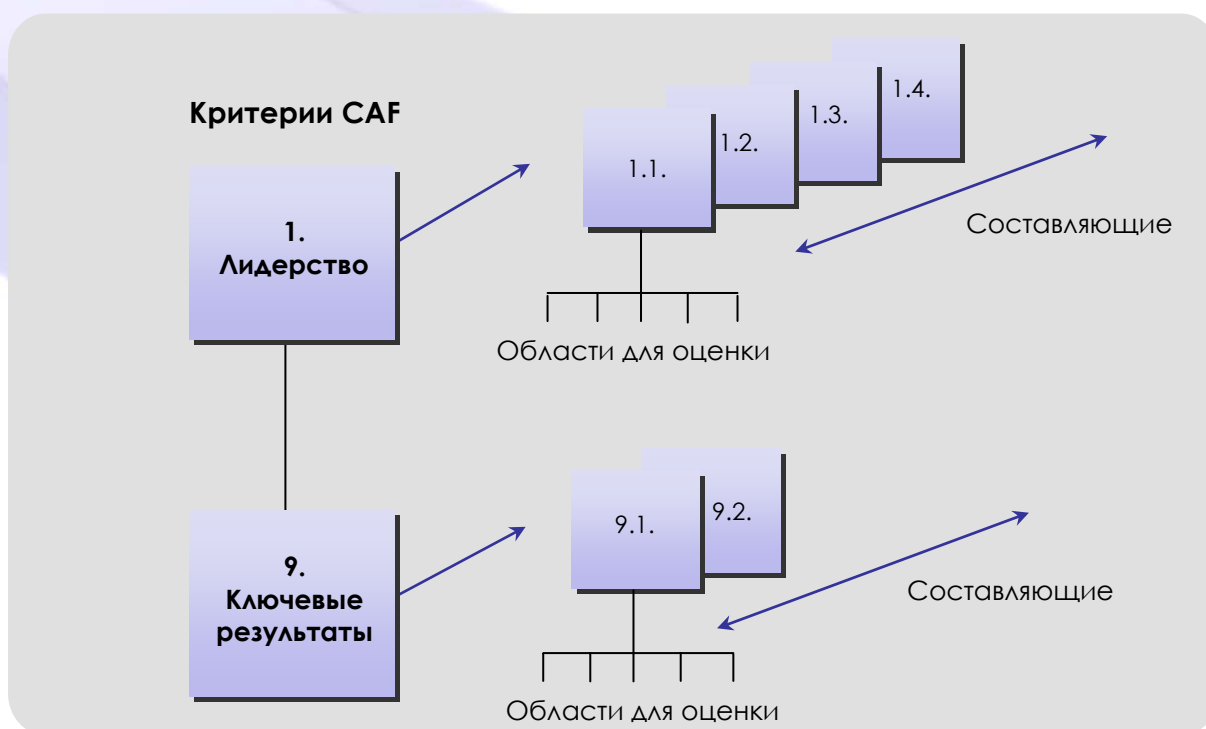 Критерии CAF
1.
Лидерство
1.1.
1.2.
1.3.
1.4.
Составляющие
Области для оценки
9.
Ключевые
результаты
9.1.
9.2.
Составляющие
Области для оценки